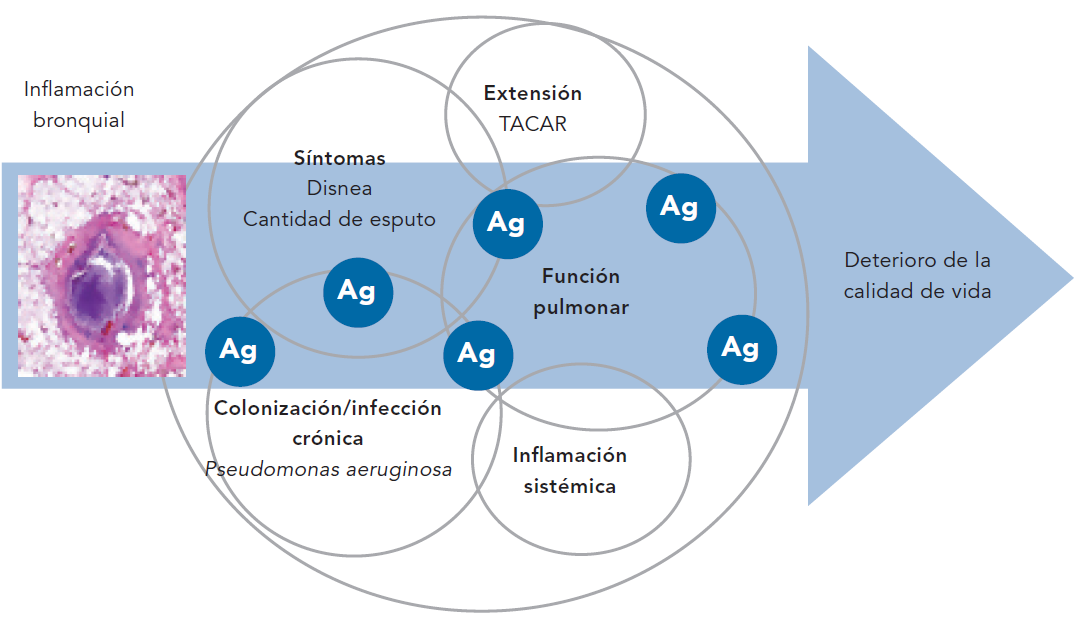 Inflamación
bronquial
Extensión
TACAR
Síntomas
Disnea
Cantidad de esputo
Ag
Ag
Ag
Ag
Ag
Ag
Función
pulmonar
Colonización/infección
crónica
Pseudomonas aeruginosa
Inflamación
sistémica
Deterioro de la
calidad de vida